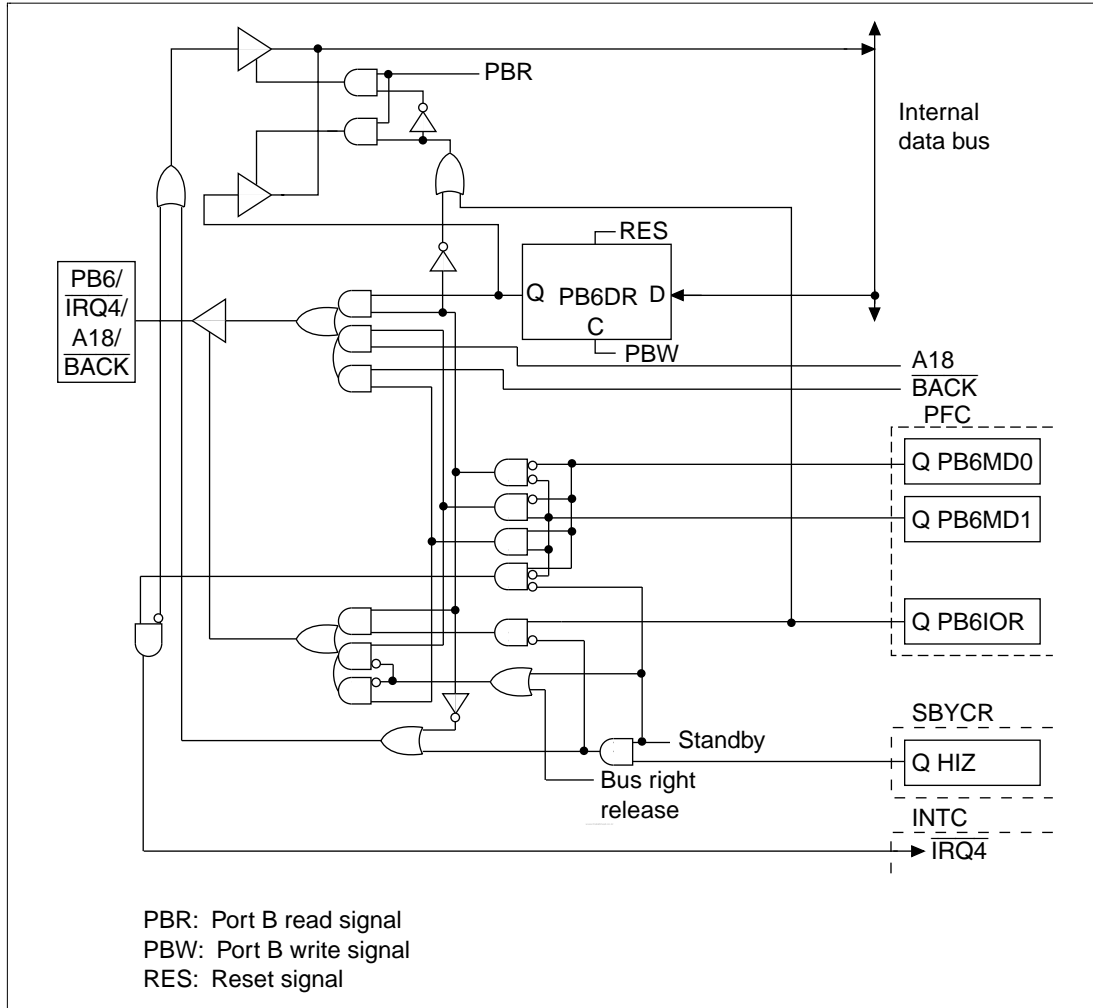 PBR
Internal
data bus
RES
Q PB6DR D
C
PBW
PB6/
IRQ4/
A18/
BACK
A18
BACK
PFC
Q PB6MD0
Q PB6MD1
Q PB6IOR
SBYCR
Standby
Q HIZ
Bus right
release
INTC
IRQ4
PBR: Port B read signal
PBW: Port B write signal
RES: Reset signal